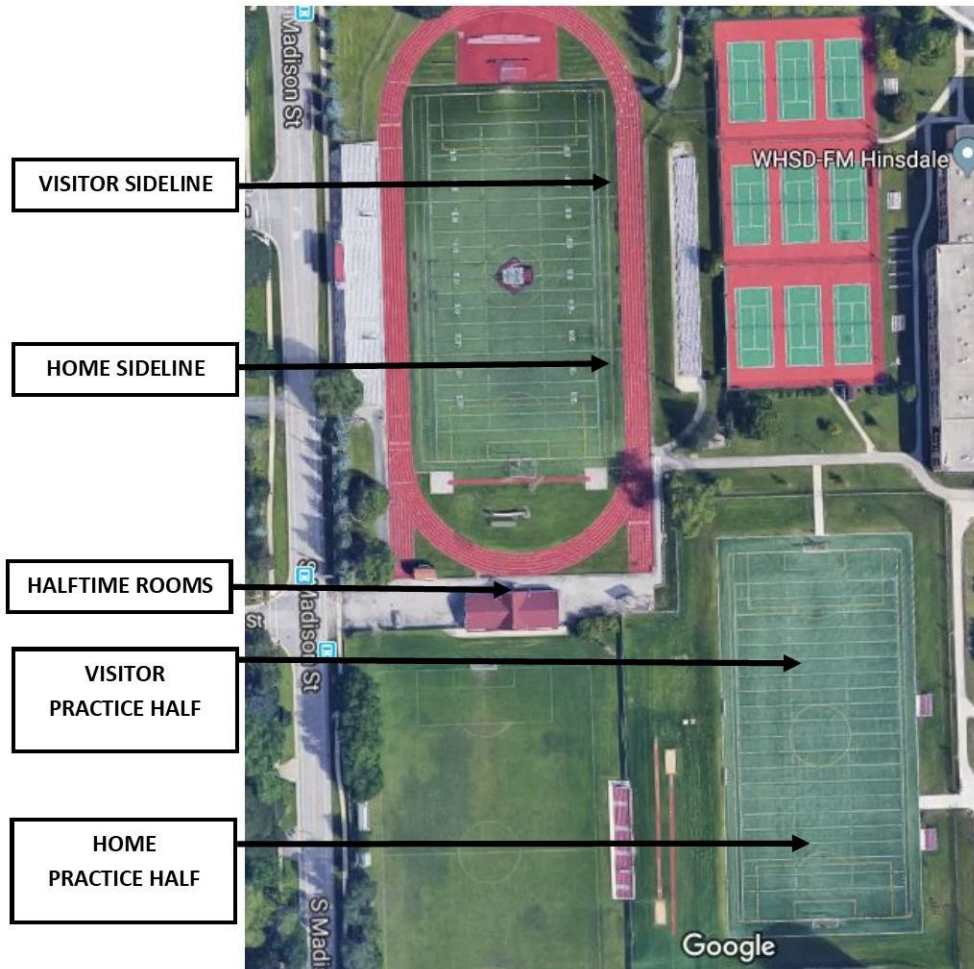 S Madison St
VISITOR SIDELINE
WHSD-FM Hinsdale
HOME SIDELINE
HALFTIME ROOMS
S Madison St
St
VISITOR
PRACTICE HALF
HOME
PRACTICE HALF
S Madi
Google